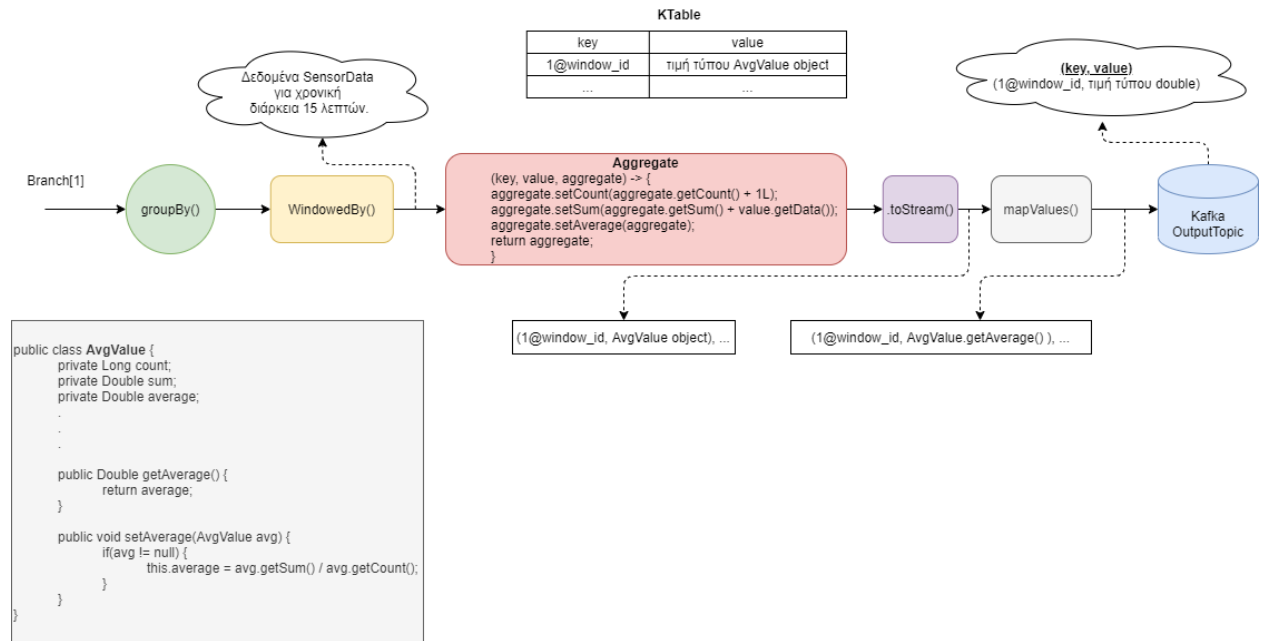 KTable
key value
1@window_id τιμή τύπου AvgValue object
... ...
Δεδομένα SensorData
για χρονική
διάρκεια 15 λεπτών.
(key, value)
(1@window_id, τιμή τύπου double)
Branch[1]
groupBy()
WindowedBy()
Aggregate
(key, value, aggregate) -> {
aggregate.setCount(aggregate.getCount() + 1L);
aggregate.setSum(aggregate.getSum() + value.getData());
aggregate.setAverage(aggregate);
return aggregate;
}
.toStream()
mapValues()
Kafka
OutputTopic
(1@window_id, AvgValue object), ...
(1@window_id, AvgValue.getAverage() ), ...
public class AvgValue {
private Long count;
private Double sum;
private Double average;
.
.
.
public Double getAverage() {
return average;
}
public void setAverage(AvgValue avg) {
if(avg != null) {
this.average = avg.getSum() / avg.getCount();
}
}
}